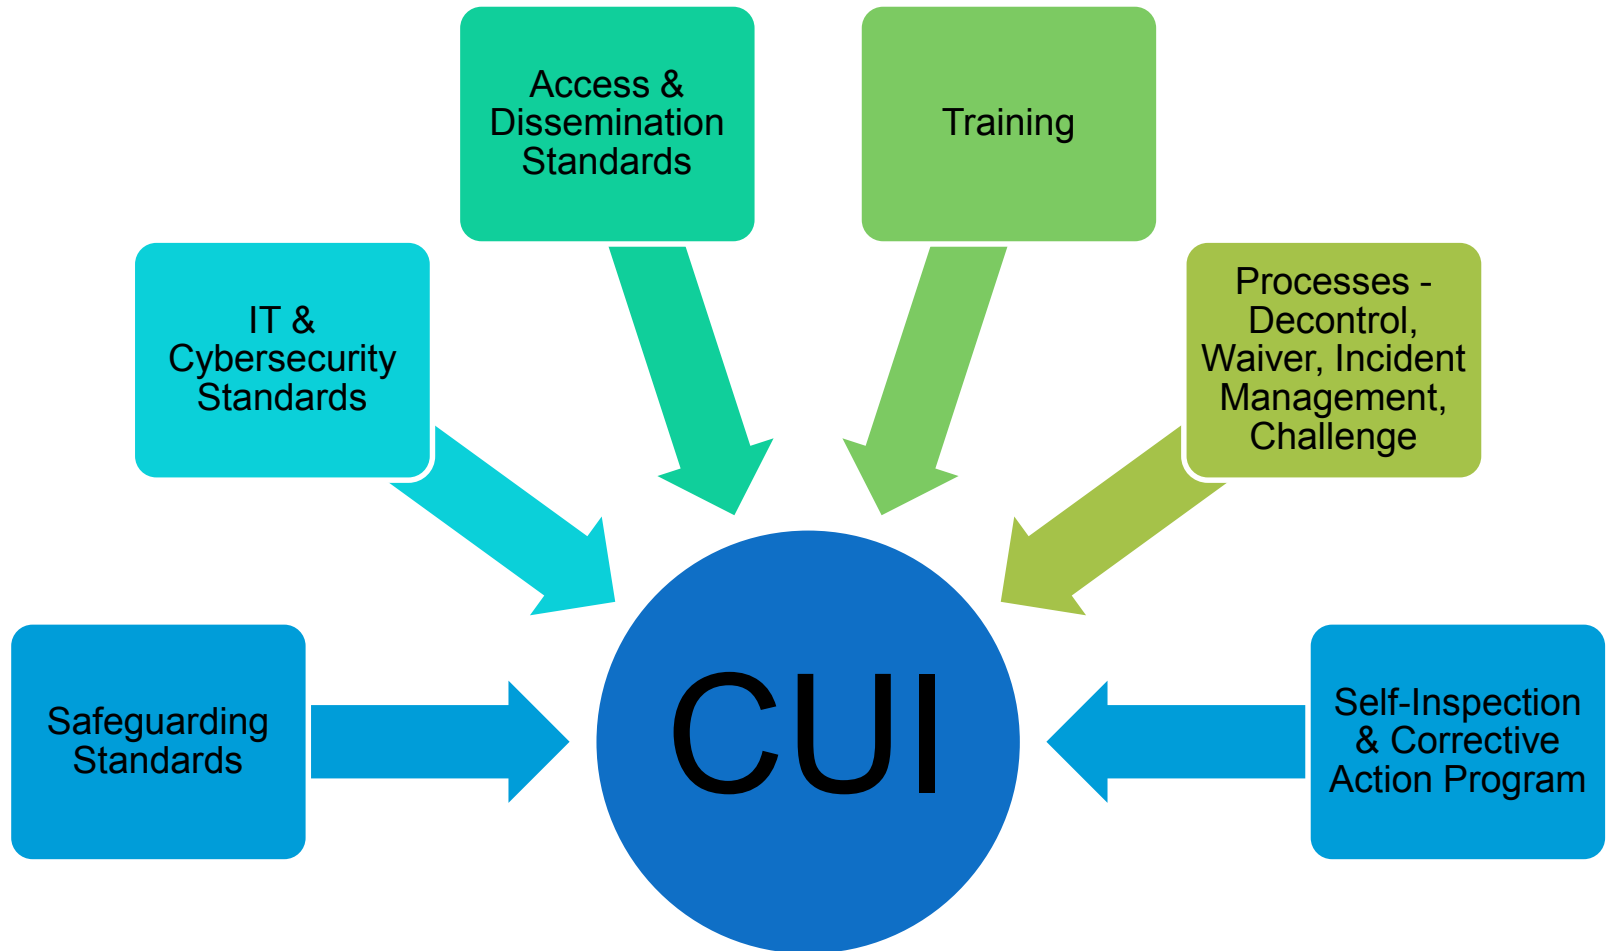 Access &
Dissemination
Standards
Training
IT &
Cybersecurity
Standards
Processes -
Decontrol,
Waiver, Incident
Management,
Challenge
Safeguarding
Standards
CUI
Self-Inspection
& Corrective
Action Program